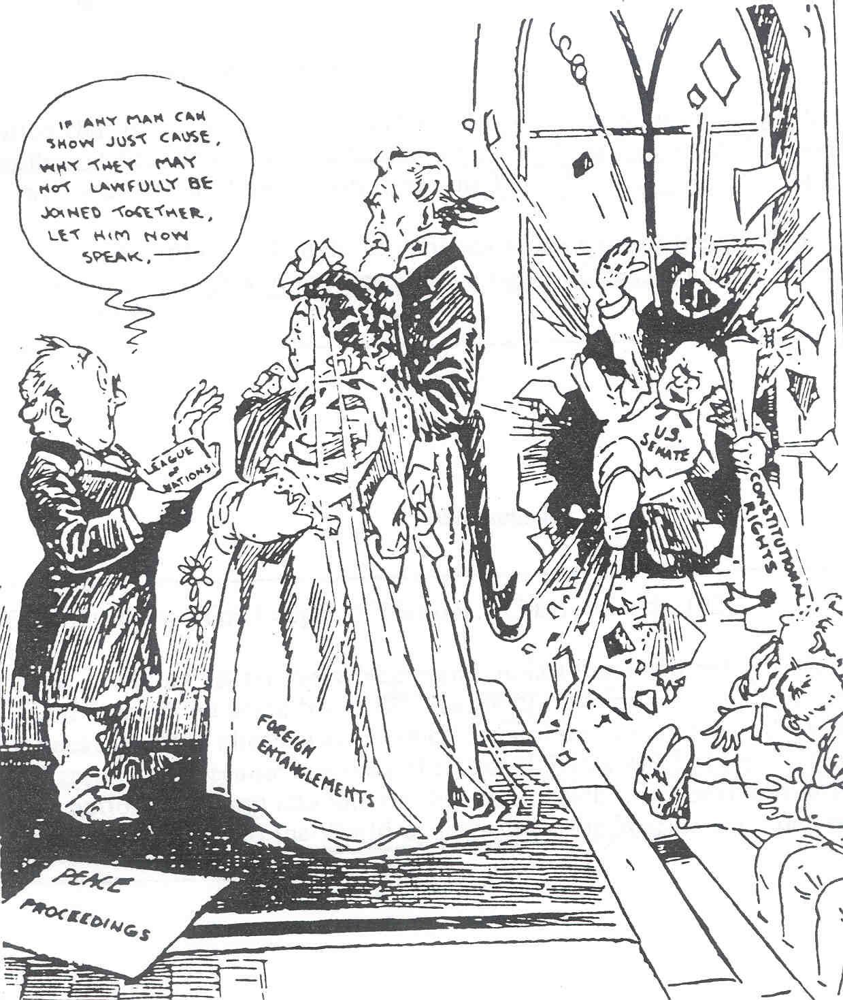 IF ANY MAN CAN
SHOW JUST CAUSE,
WHY THEY MAY
NOT LAWFULLY BE
JOINED TOGETHER,
LET HIM NOW
SPEAK,—
LEAGUE
OF
NATIONS
U.S.
SENATE
CONSTITUTIONAL
RIGHTS
FOREIGN
ENTANGLEMENTS
PEACE
PROCEEDINGS